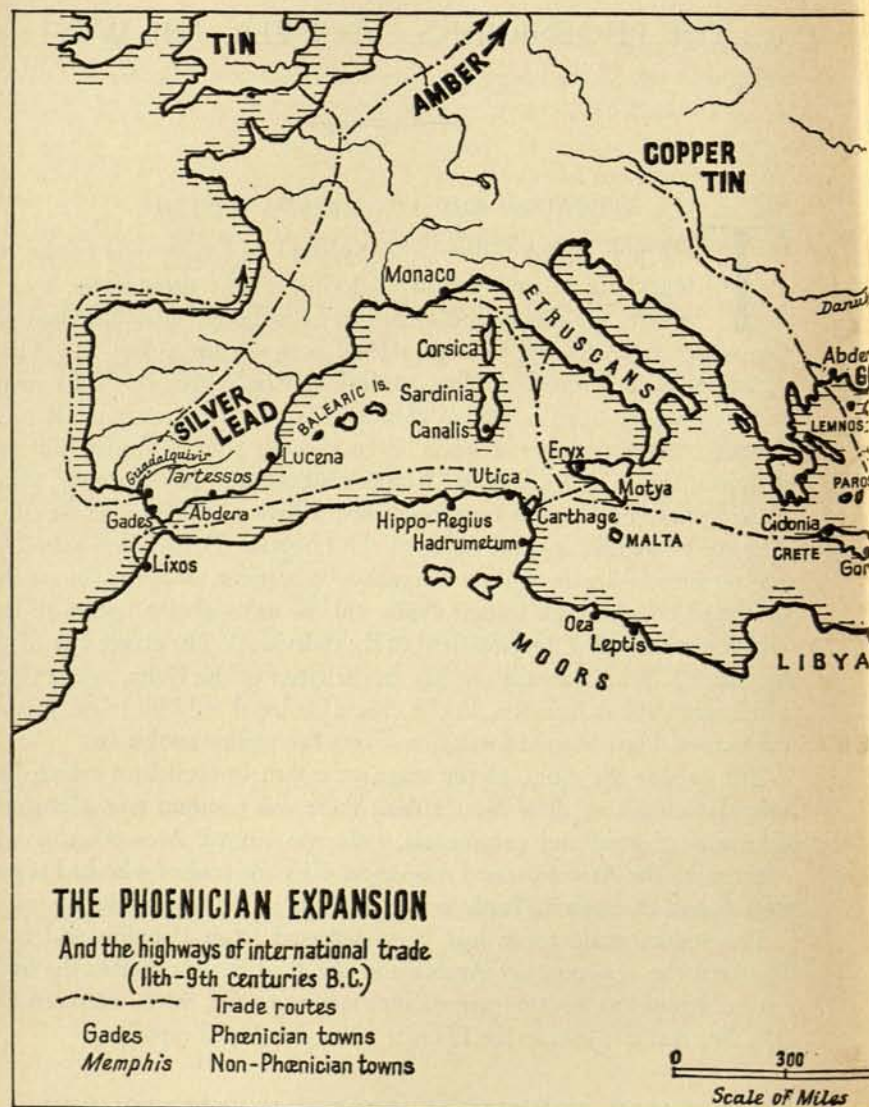 TIN
AMBER
COPPER
TIN
Monaco
ETRUSCANS
Corsica
Sardinia
Canalis
BALEARIC Is.
SILVER
LEAD
Guadalquivir
Tartessos
Lucena
Gades
Abdera
Lixos
Eryx
Utica
Motya
Hippo-Regius
Carthage
Hadrumetum
MALTA
Cidonia
CRETE
Gor
Danu
Abde
LEMNOS
PAROS
Oea
Leptis
MOORS
LIBYA
THE PHOENICIAN EXPANSION
And the highways of international trade
(11th-9th centuries B.C.)
Trade routes
Gades Phœnician towns
Memphis Non-Phœnician towns
0 300
Scale of Miles